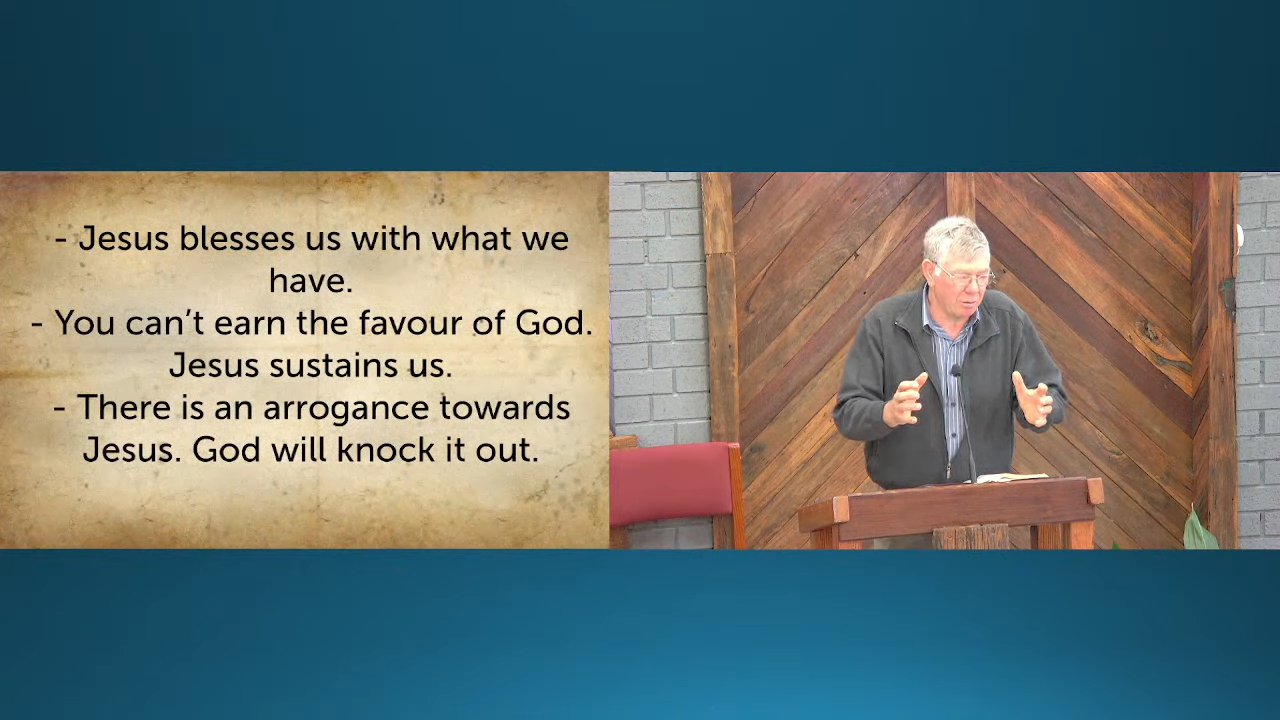 - Jesus blesses us with what we
have.
- You can’t earn the favour of God.
Jesus sustains us.
- There is an arrogance towards
Jesus. God will knock it out.